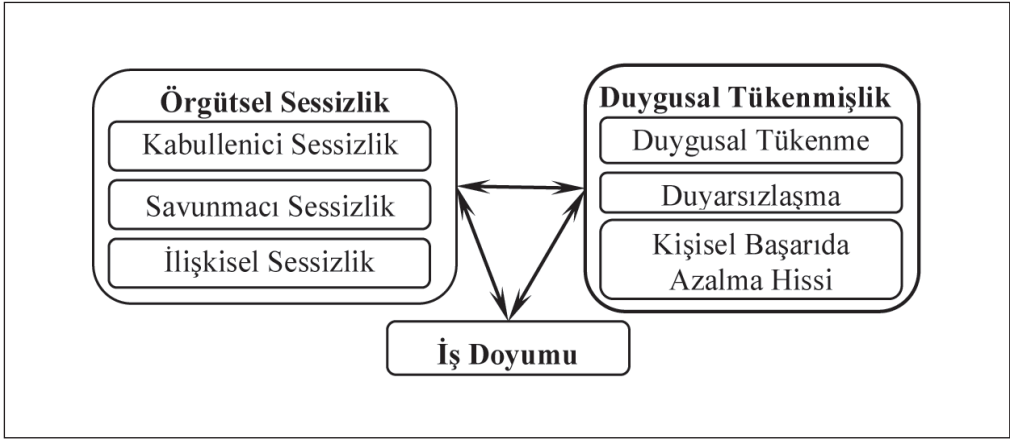 Örgütsel Sessizlik
Kabullenici Sessizlik
Savunmacı Sessizlik
İlişkisel Sessizlik
Duygusal Tükenmişlik
Duygusal Tükenme
Duyarsızlaşma
Kişisel Başarıda
Azalma Hissi
İş Doyumu